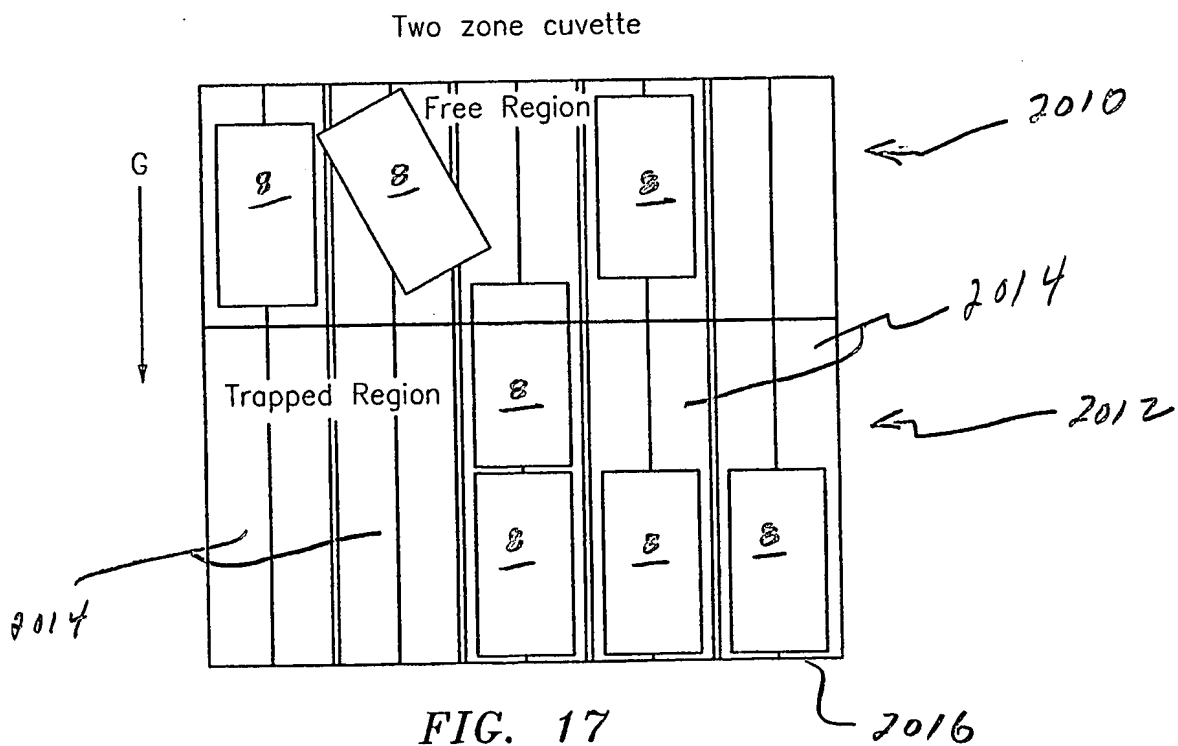 Two zone cuvette
Free Region
2010
G
8
8
8
2014
Trapped Region
8
2012
8
8
8
2014
FIG. 17
2016